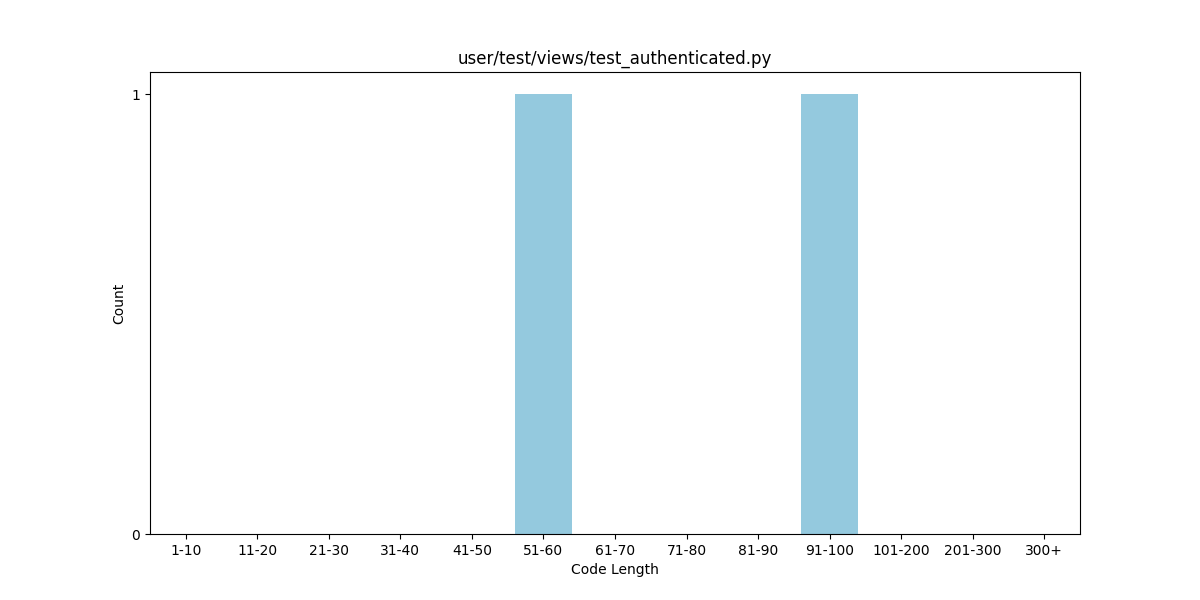 user/test/views/test_authenticated.py
1
Count
0
1-10 11-20 21-30 31-40 41-50 51-60 61-70 71-80 81-90 91-100 101-200 201-300 300+
Code Length